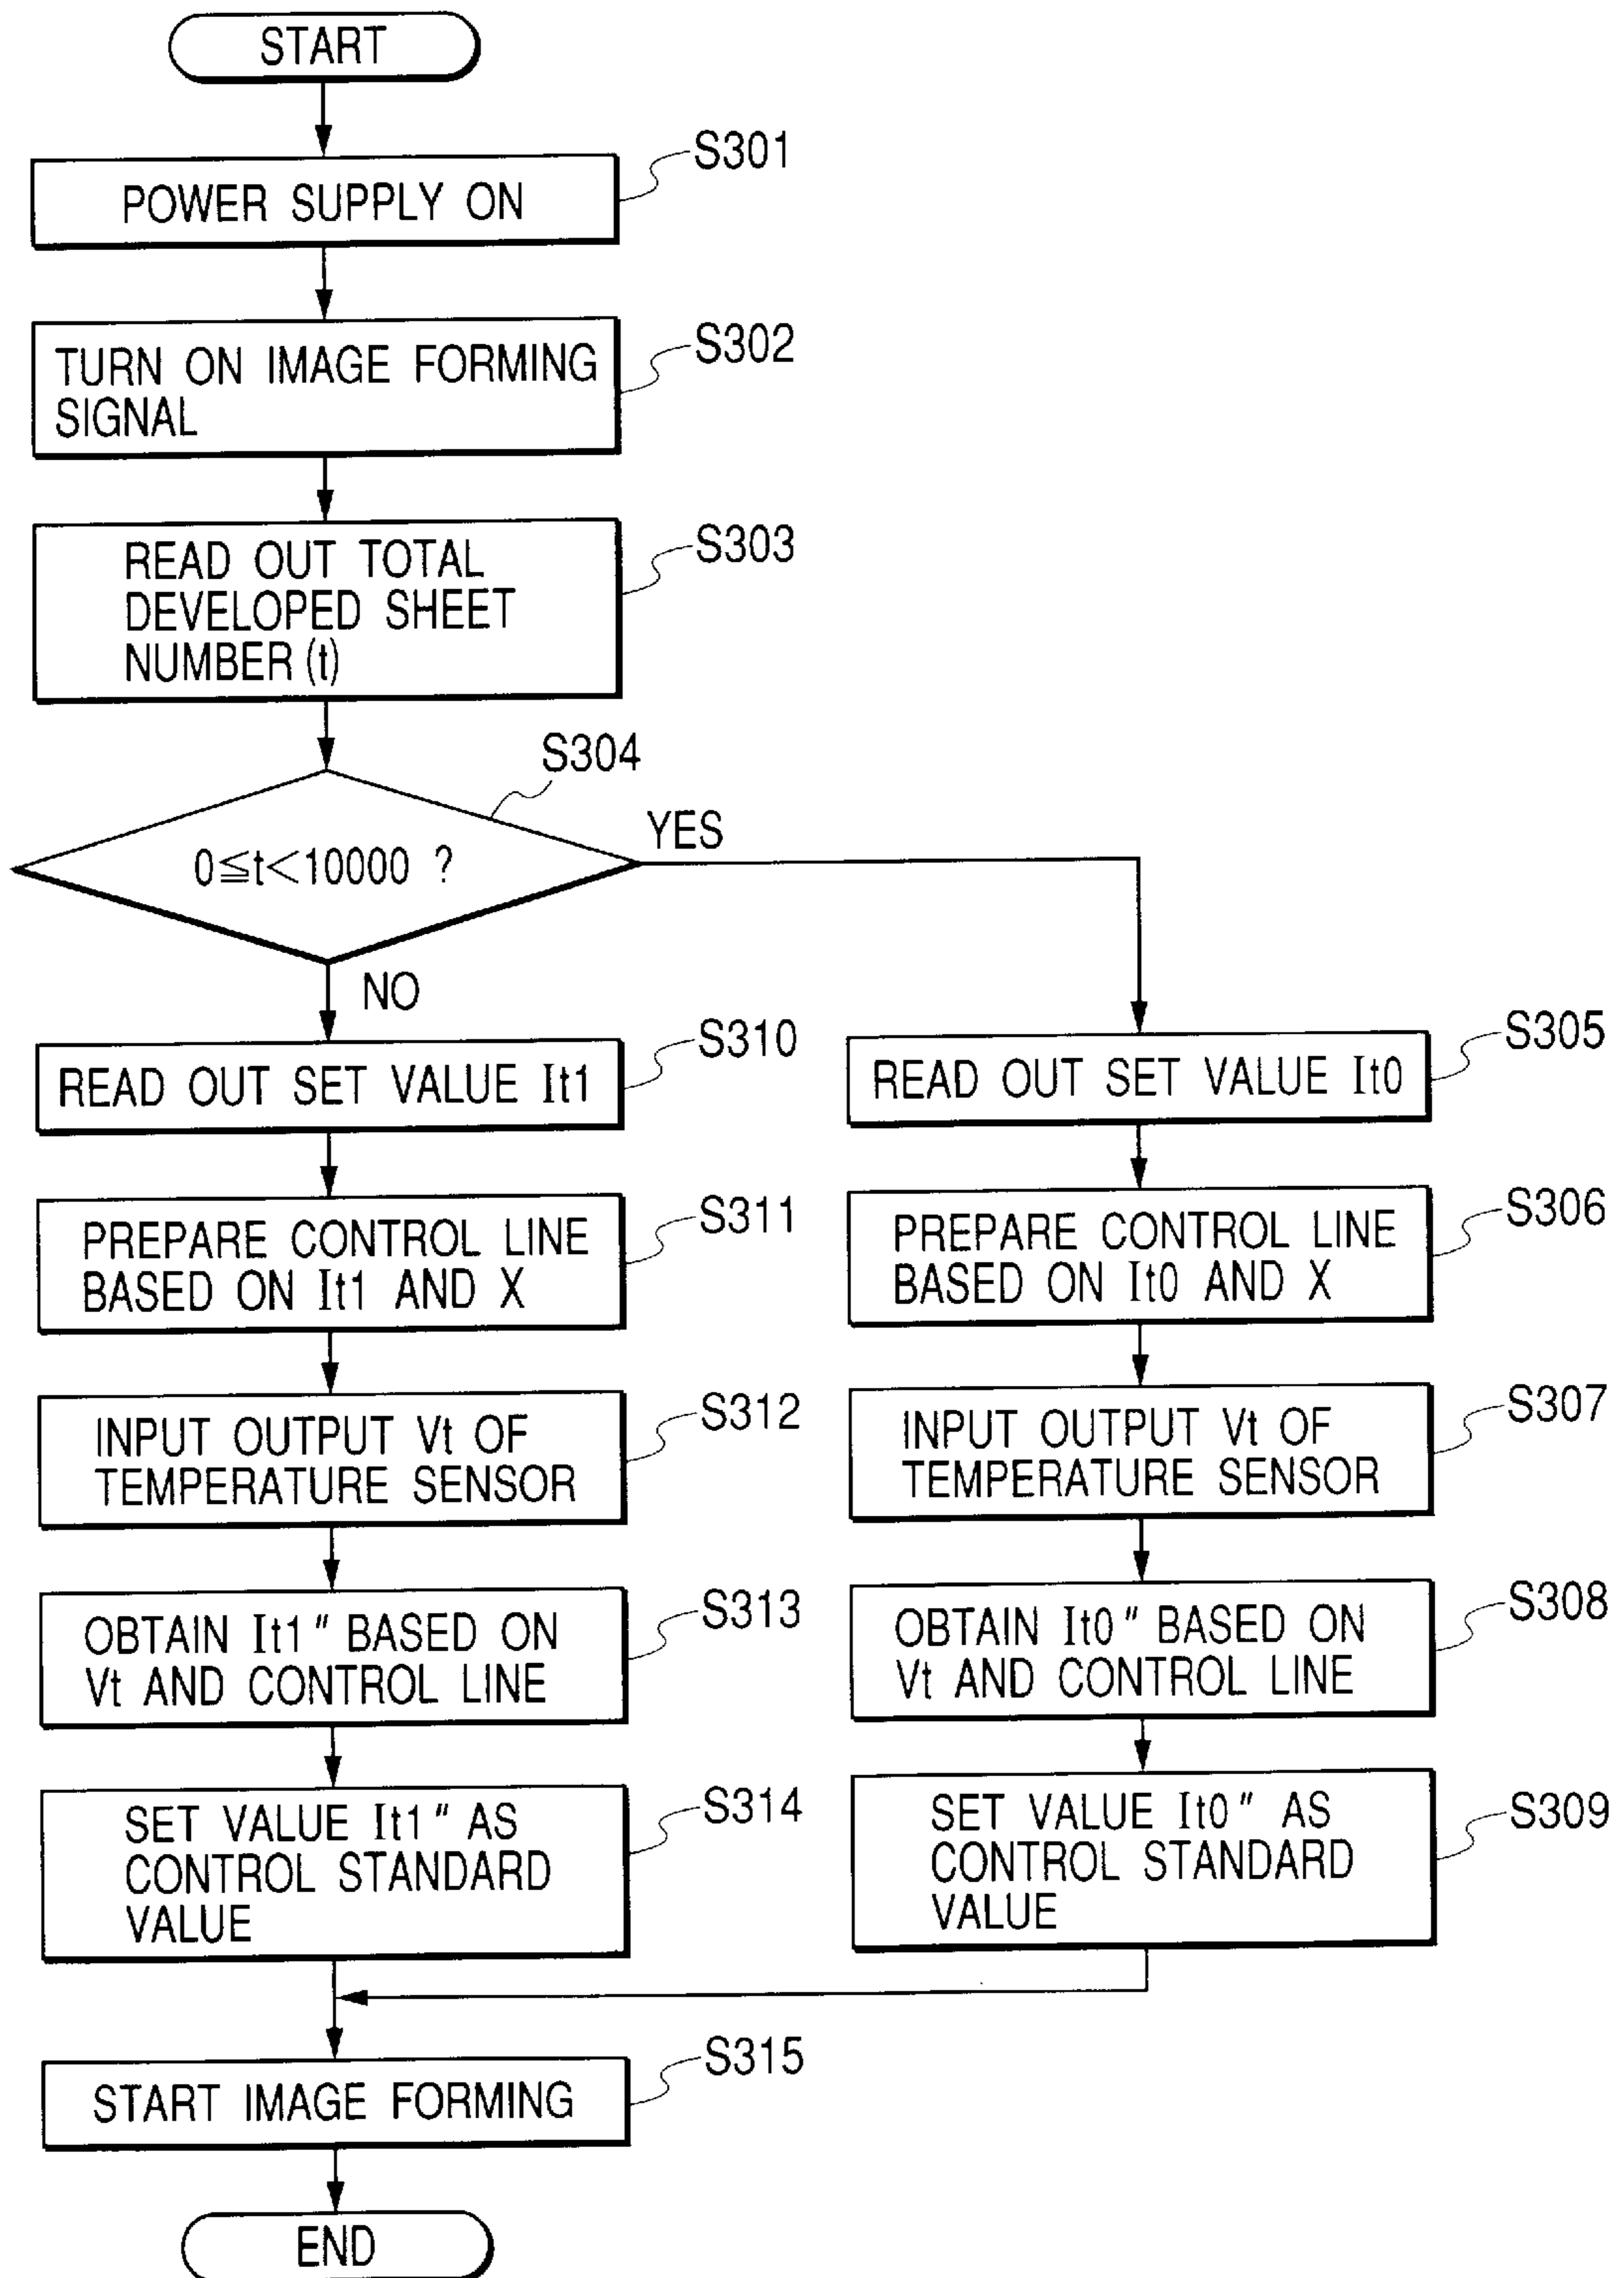 START
S301
POWER SUPPLY ON
S302
TURN ON IMAGE FORMING
SIGNAL
S303
READ OUT TOTAL
DEVELOPED SHEET
NUMBER (t)
S304
0≦t<10000 ?
YES
NO
S310
READ OUT SET VALUE It1
S311
PREPARE CONTROL LINE
BASED ON It1 AND X
S312
INPUT OUTPUT Vt OF
TEMPERATURE SENSOR
S313
OBTAIN It1" BASED ON
Vt AND CONTROL LINE
S314
SET VALUE It1" AS
CONTROL STANDARD
VALUE
S305
READ OUT SET VALUE It0
S306
PREPARE CONTROL LINE
BASED ON It0 AND X
S307
INPUT OUTPUT Vt OF
TEMPERATURE SENSOR
S308
OBTAIN It0" BASED ON
Vt AND CONTROL LINE
S309
SET VALUE It0" AS
CONTROL STANDARD
VALUE
S315
START IMAGE FORMING
END